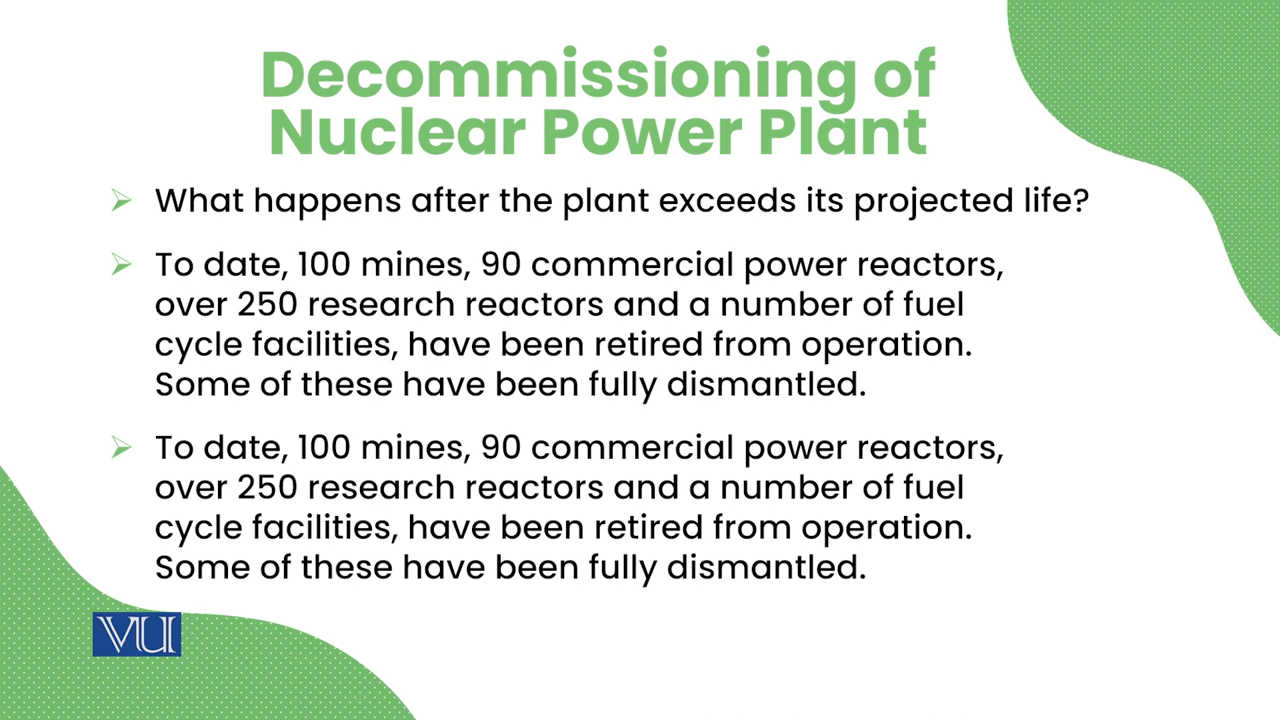 Decommissioning of
Nuclear Power Plant
➢ What happens after the plant exceeds its projected life?
➢ To date, 100 mines, 90 commercial power reactors,
over 250 research reactors and a number of fuel
cycle facilities, have been retired from operation.
Some of these have been fully dismantled.
➢ To date, 100 mines, 90 commercial power reactors,
over 250 research reactors and a number of fuel
cycle facilities, have been retired from operation.
Some of these have been fully dismantled.
VU